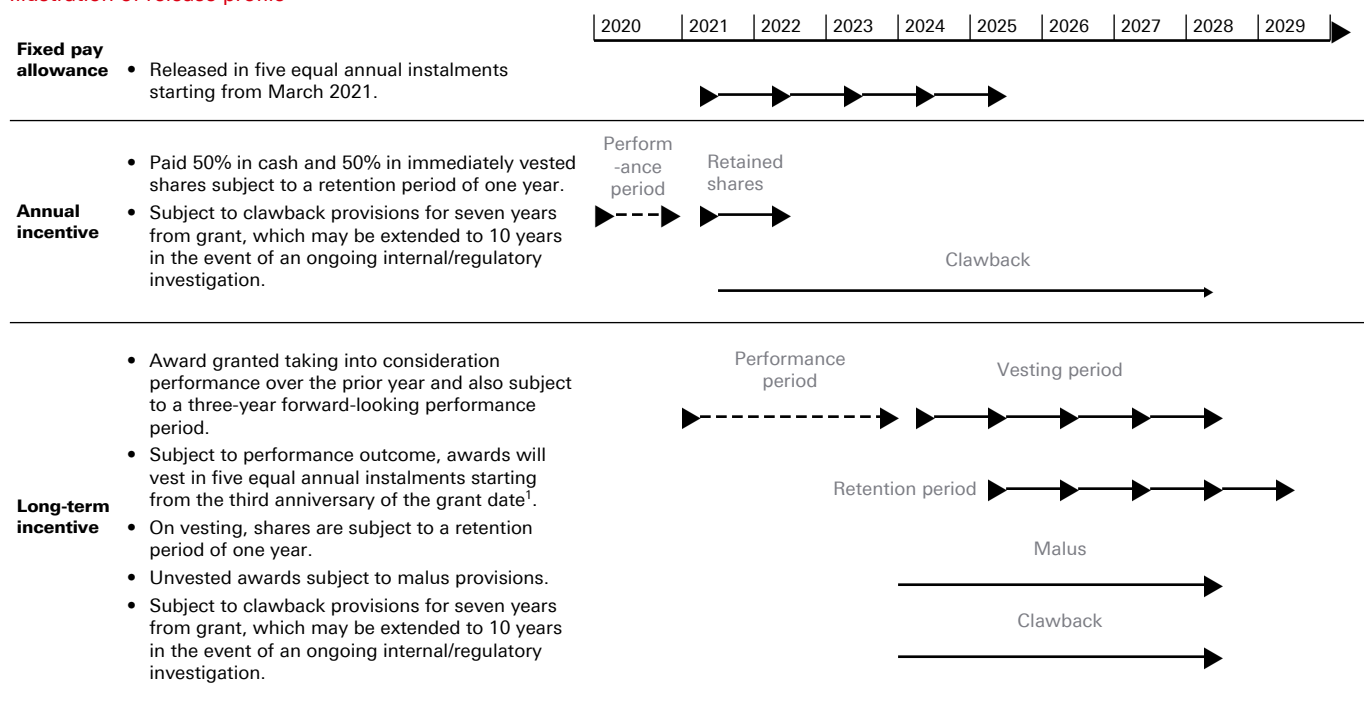 Illustration of release profile
2020 2021 2022 2023 2024 2025 2026 2027 2028 2029
Fixed pay
allowance
• Released in five equal annual instalments
starting from March 2021.
Annual
incentive
• Paid 50% in cash and 50% in immediately vested
shares subject to a retention period of one year.
• Subject to clawback provisions for seven years
from grant, which may be extended to 10 years
in the event of an ongoing internal/regulatory
investigation.
Perform
-ance
period
Retained
shares
Clawback
Long-term
incentive
• Award granted taking into consideration
performance over the prior year and also subject
to a three-year forward-looking performance
period.
• Subject to performance outcome, awards will
vest in five equal annual instalments starting
from the third anniversary of the grant date1.
• On vesting, shares are subject to a retention
period of one year.
• Unvested awards subject to malus provisions.
• Subject to clawback provisions for seven years
from grant, which may be extended to 10 years
in the event of an ongoing internal/regulatory
investigation.
Performance
period
Vesting period
Retention period
Malus
Clawback